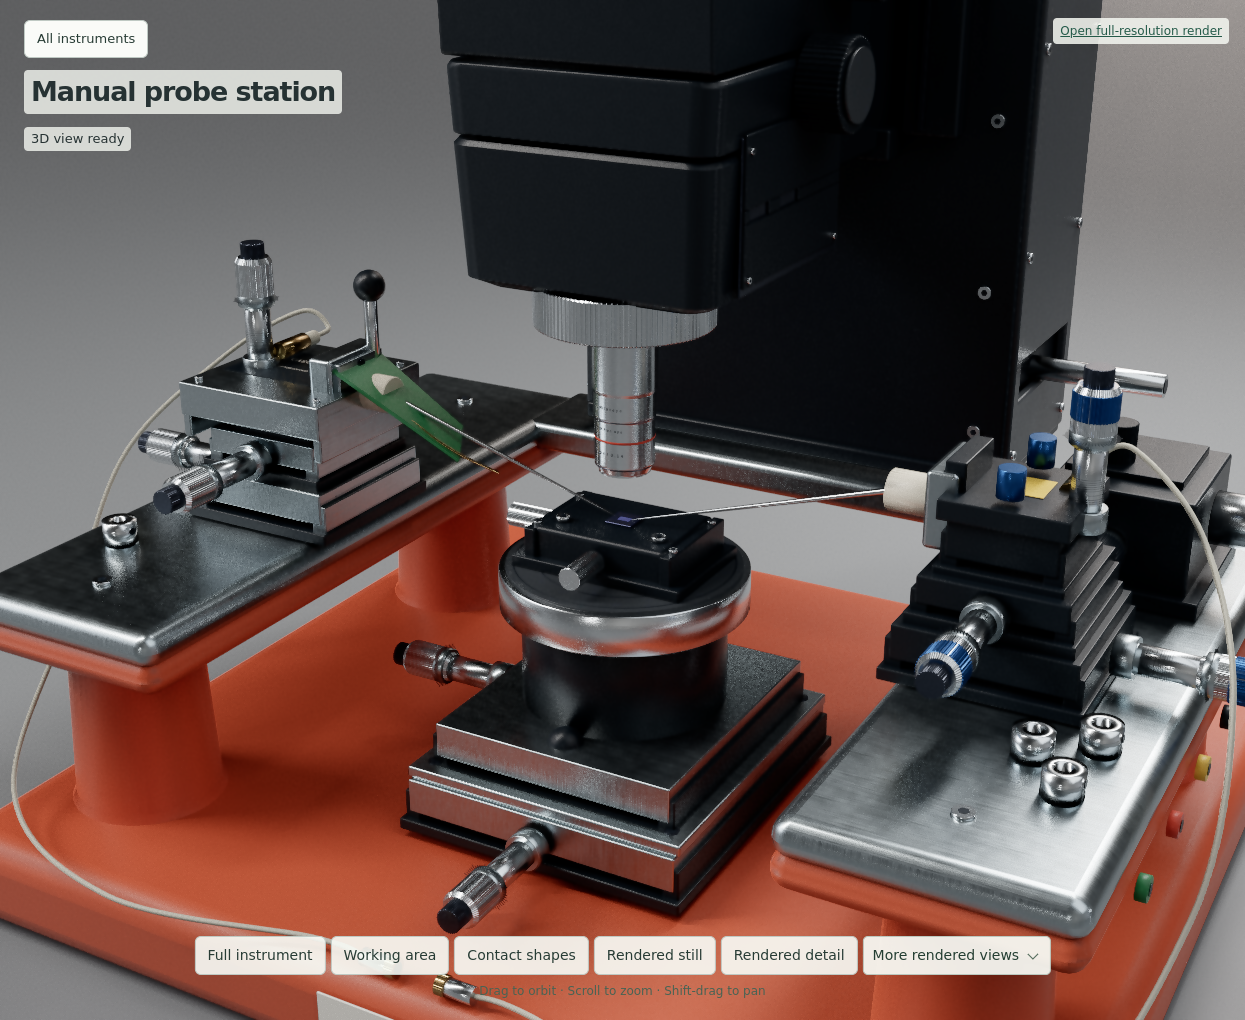 All instruments
Open full-resolution render
Manual probe station
3D view ready
Full instrument
Working area
Contact shapes
Rendered still
Rendered detail
More rendered views
Drag to orbit · Scroll to zoom · Shift-drag to pan